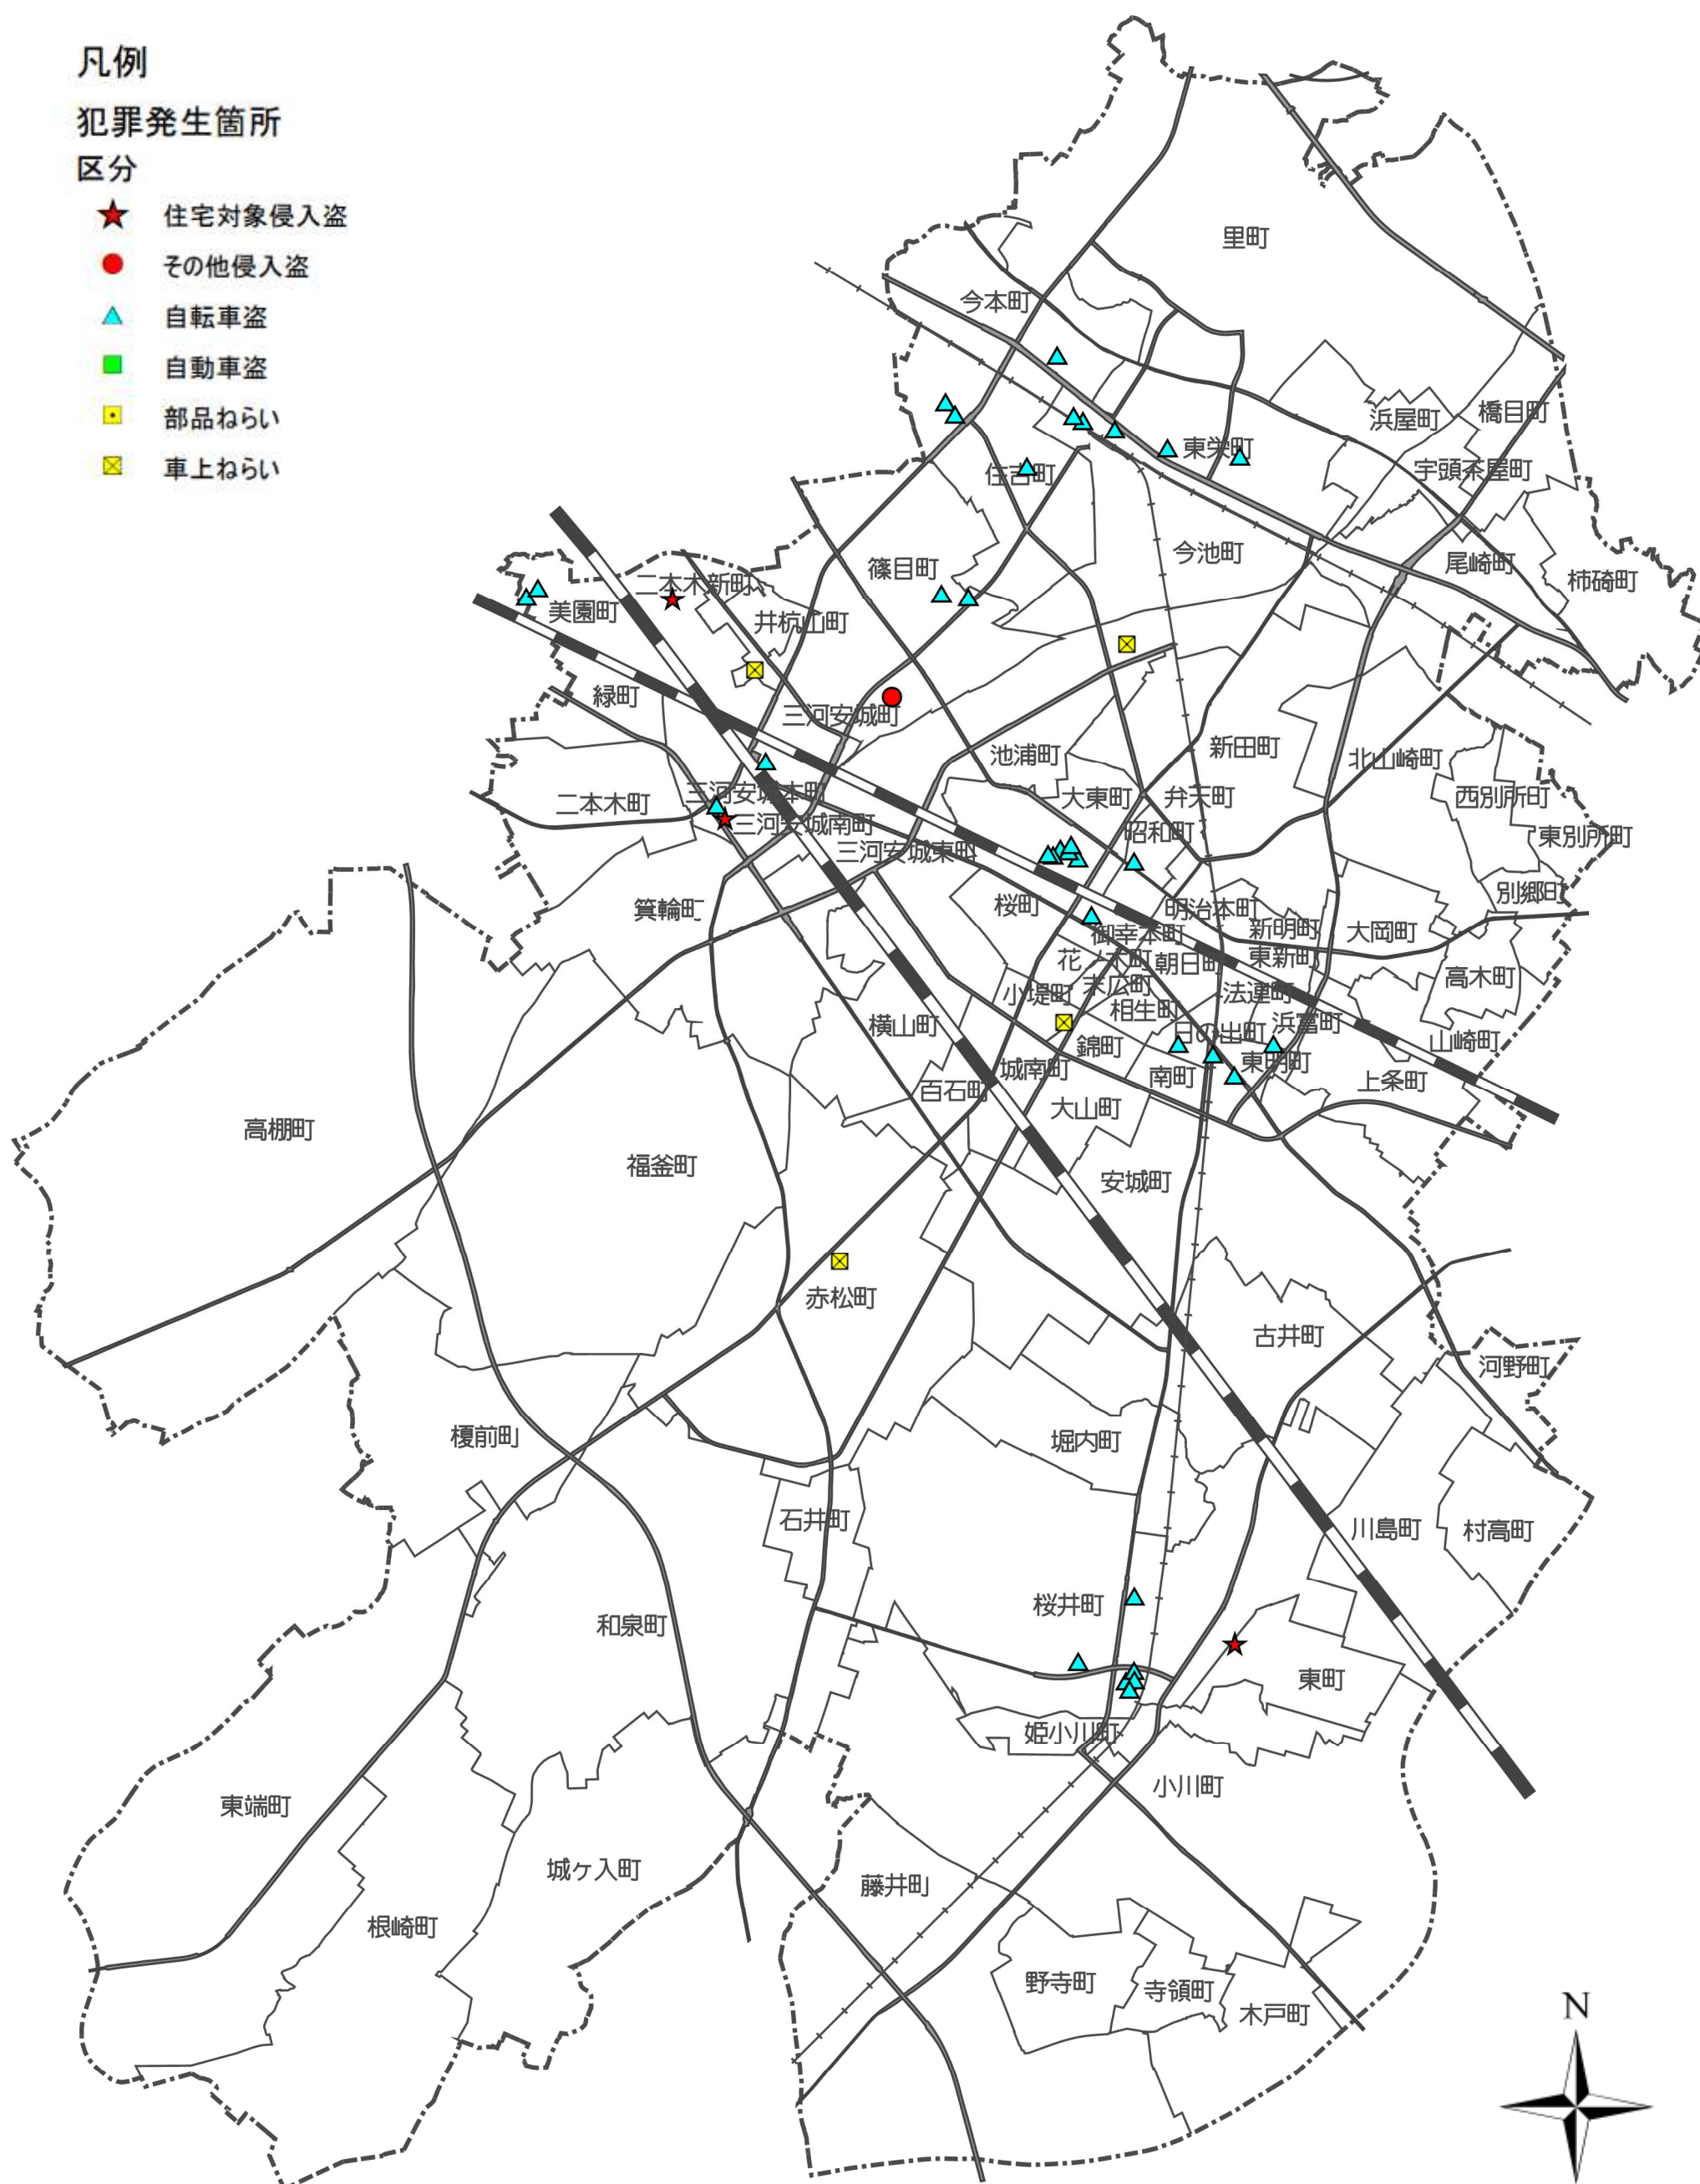 凡例
犯罪発生箇所
区分
住宅対象侵入盗
その他侵入盗
自転車盗
自動車盗
部品ねらい
車上ねらい
里町
今本町
浜屋町
橋目町
東栄町
宇頭茶屋町
住吉町
今池町
尾崎町
柿碕町
篠目町
二本木新町
美園町
井杭山町
緑町
三河安城町
池浦町
新田町
北山崎町
二本木町
三河安城本町
大東町
弁天町
西別所町
三河安城南町
昭和町
東別所町
三河安城東町
別郷町
箕輪町
桜町
明治本町
新明町
大岡町
御幸本町
花ノ木町
朝日町
東新町
高木町
末広町
小堤町
法連町
相生町
横山町
日の出町
浜富町
山崎町
錦町
東明町
城南町
南町
上条町
百石町
大山町
高棚町
福釜町
安城町
赤松町
古井町
河野町
榎前町
堀内町
石井町
川島町
村高町
桜井町
和泉町
東町
姫小川町
小川町
東端町
城ヶ入町
藤井町
根崎町
野寺町
寺領町
木戸町
N